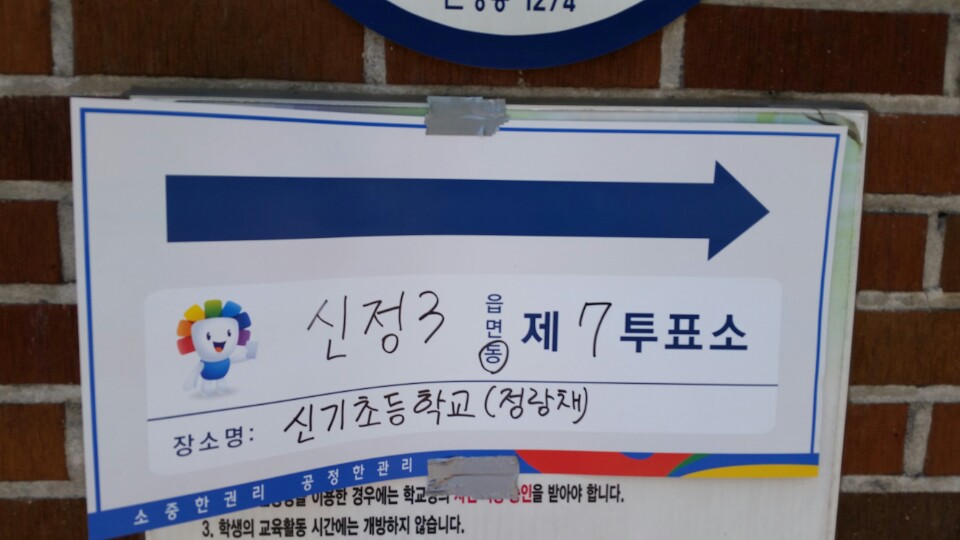 1274
신정3 읍면동 제 7 투표소
장소명: 신기초등학교 (정랑채)
소중한권리 공정한관리
이용한 경우에는 학교장의 승인을 받아야 합니다.
3. 학생의 교육활동 시간에는 개방하지 않습니다.